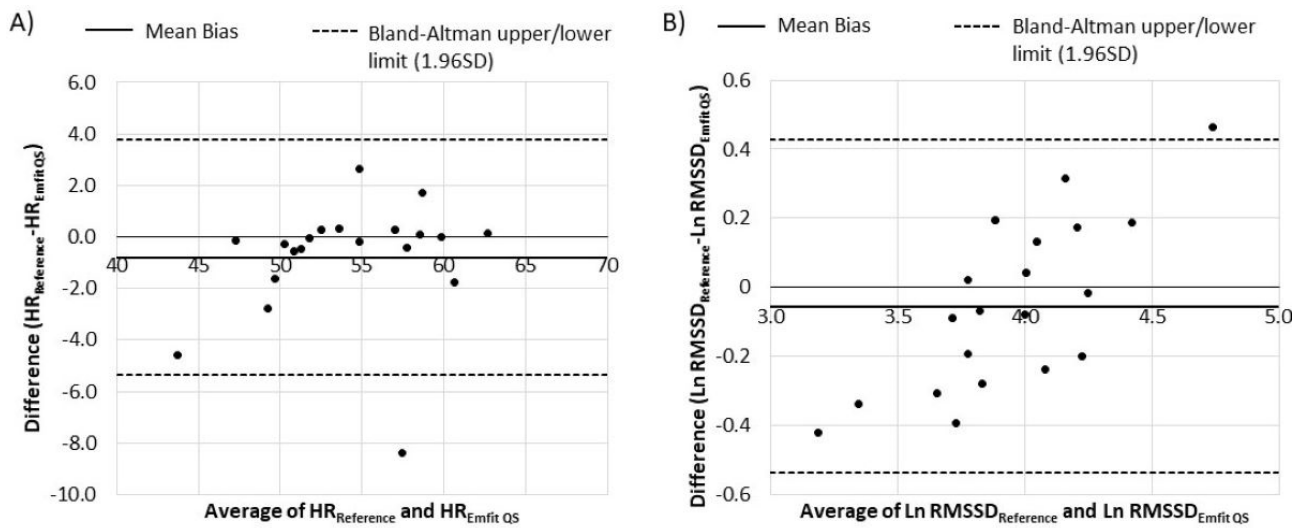 A)
Mean Bias
Bland-Altman upper/lower
limit (1.96SD)
6.0
4.0
2.0
0.0
-2.0
-4.0
-6.0
-8.0
-10.0
40
45
50
55
60
65
70
Difference (HRReference-HREmfitQS)
Average of HRReference and HREmfit QS
B)
Mean Bias
Bland-Altman upper/lower
limit (1.96SD)
0.6
0.4
0.2
0
-0.2
-0.4
-0.6
3.0
3.5
4.0
4.5
5.0
Difference (Ln RMSSDReference-Ln RMSSDEmfitQS)
Average of Ln RMSSDReference and Ln RMSSDEmfit QS